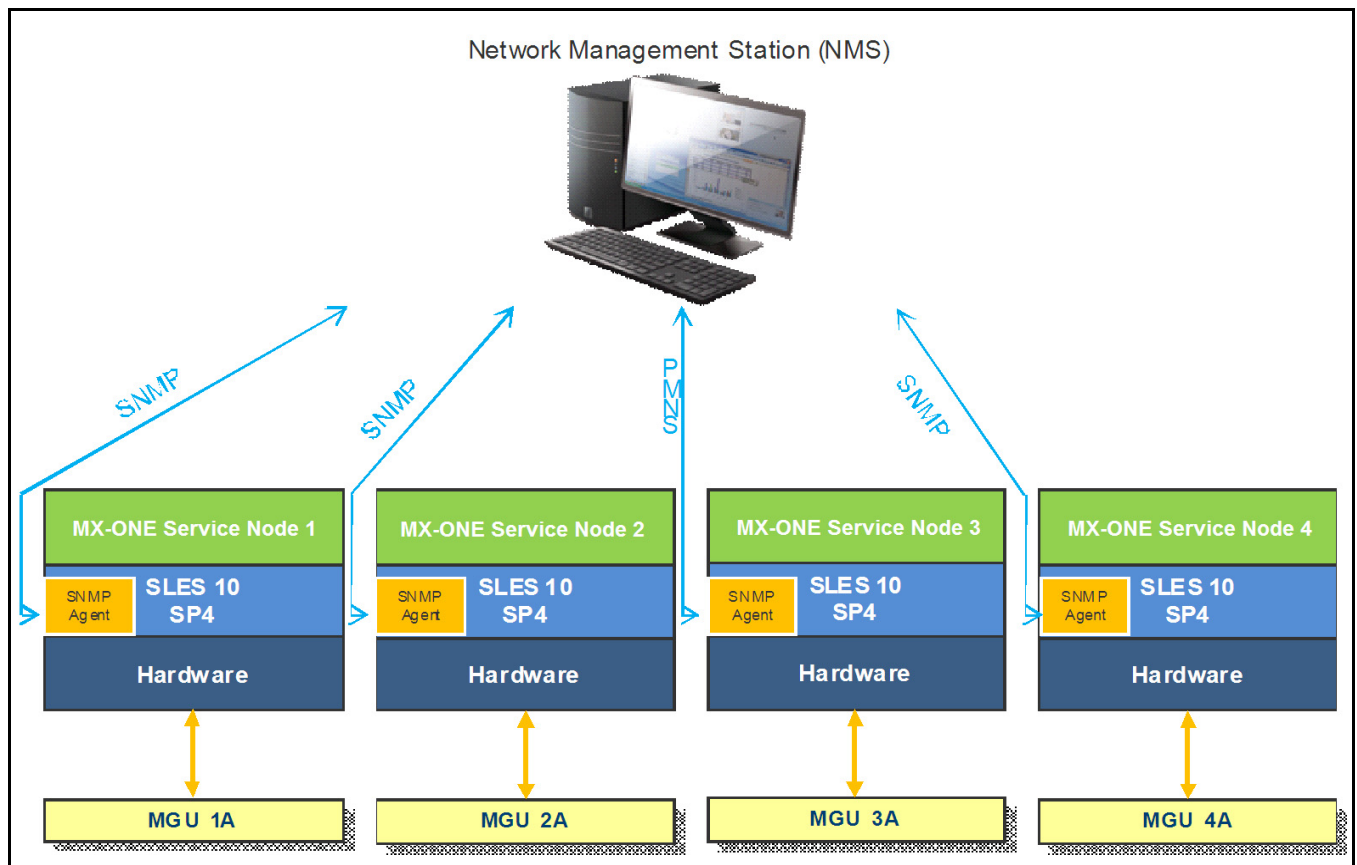 Network Management Station (NMS)
SNMP
SNMP
PMNS
SNMP
MX-ONE Service Node 1
MX-ONE Service Node 2
MX-ONE Service Node 3
MX-ONE Service Node 4
SNMP
Agent
SLES 10
SP4
SNMP
Agent
SLES 10
SP4
SNMP
Agent
SLES 10
SP4
SNMP
Agent
SLES 10
SP4
Hardware
Hardware
Hardware
Hardware
MGU 1A
MGU 2A
MGU 3A
MGU 4A